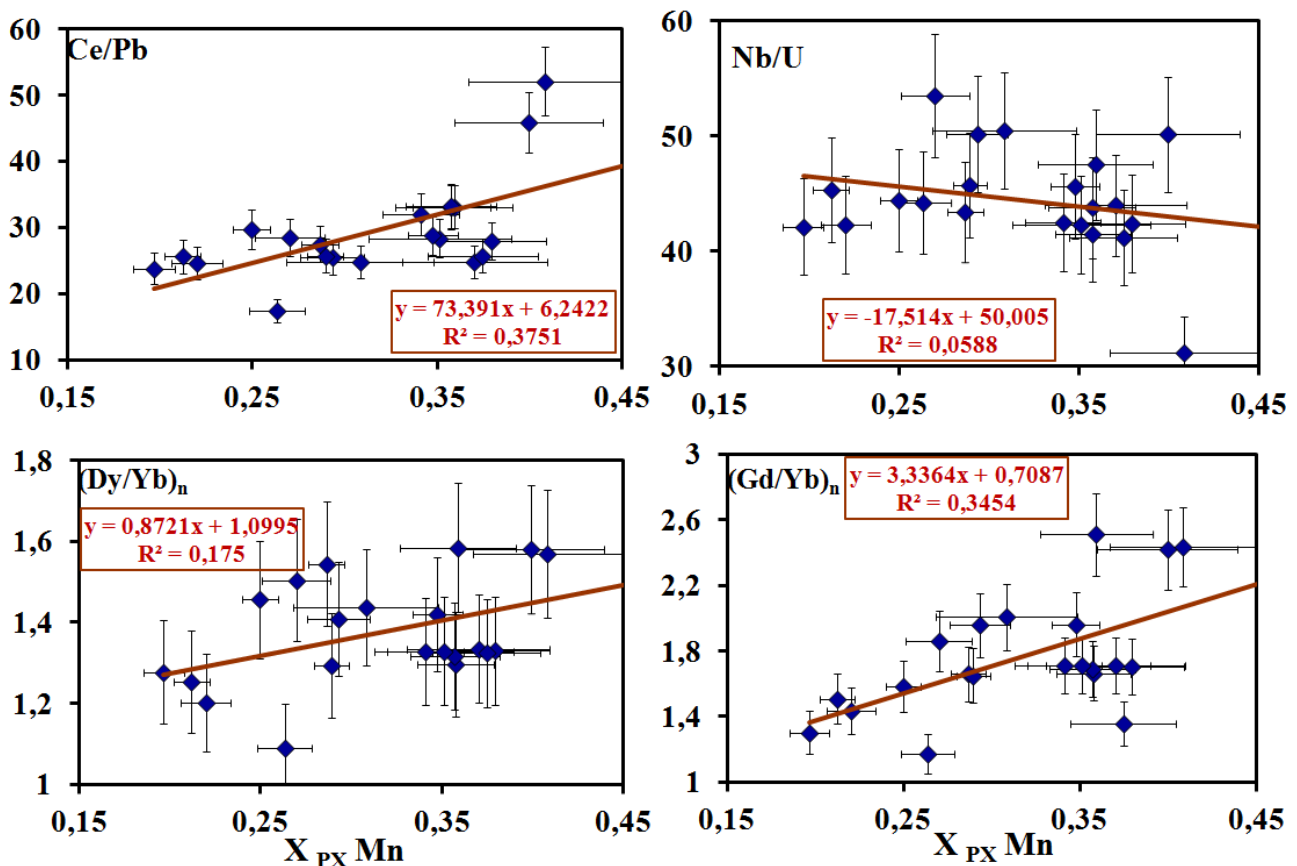 Ce/Pb
60
50
40
30
20
10
y = 73,391x + 6,2422
R² = 0,3751
0,15 0,25 0,35 0,45
Nb/U
60
50
40
30
y = -17,514x + 50,005
R² = 0,0588
0,15 0,25 0,35 0,45
(Dy/Yb)n
1,8
1,6
1,4
1,2
1
y = 0,8721x + 1,0995
R² = 0,175
0,15 0,25 0,35 0,45
X PX Mn
(Gd/Yb)n
3
2,6
2,2
1,8
1,4
1
y = 3,3364x + 0,7087
R² = 0,3454
0,15 0,25 0,35 0,45
X PX Mn